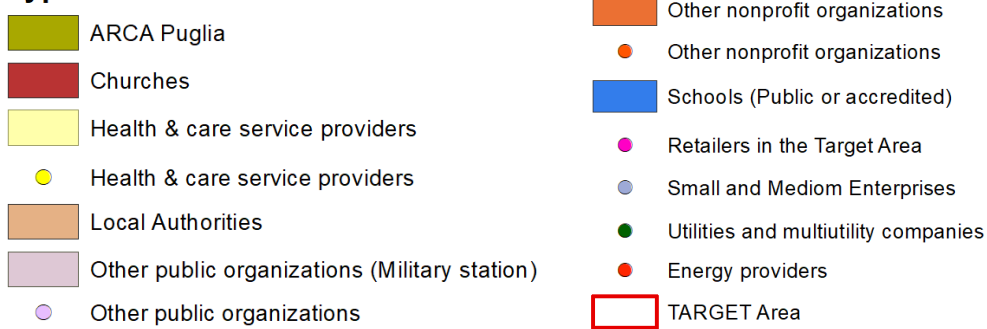 ARCA Puglia
Churches
Health & care service providers
Health & care service providers
Local Authorities
Other public organizations (Military station)
Other public organizations
Other nonprofit organizations
Other nonprofit organizations
Schools (Public or accredited)
Retailers in the Target Area
Small and Mediom Enterprises
Utilities and multiutility companies
Energy providers
TARGET Area